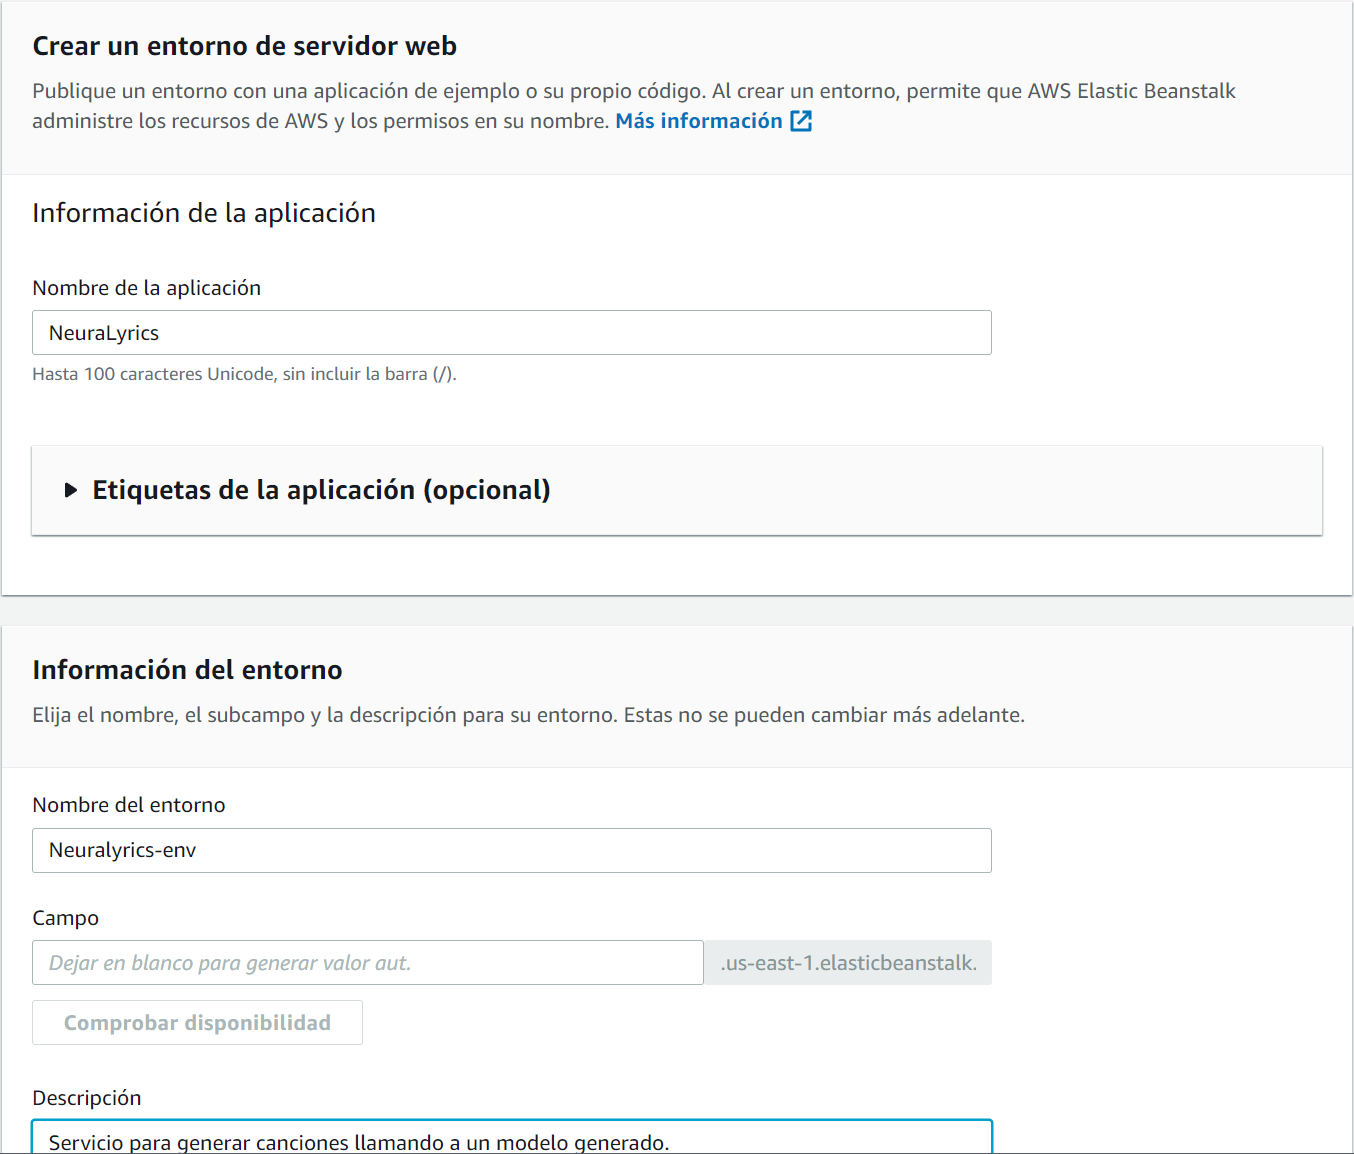 Crear un entorno de servidor web
Publique un entorno con una aplicación de ejemplo o su propio código. Al crear un entorno, permite que AWS Elastic Beanstalk
administre los recursos de AWS y los permisos en su nombre. Más información
Información de la aplicación
Nombre de la aplicación
NeuraLyrics
Hasta 100 caracteres Unicode, sin incluir la barra (/).
Etiquetas de la aplicación (opcional)
Información del entorno
Elija el nombre, el subcampo y la descripción para su entorno. Estas no se pueden cambiar más adelante.
Nombre del entorno
Neuralyrics-env
Campo
Dejar en blanco para generar valor aut. .us-east-1.elasticbeanstalk.
Comprobar disponibilidad
Descripción
Servicio para generar canciones llamando a un modelo generado.